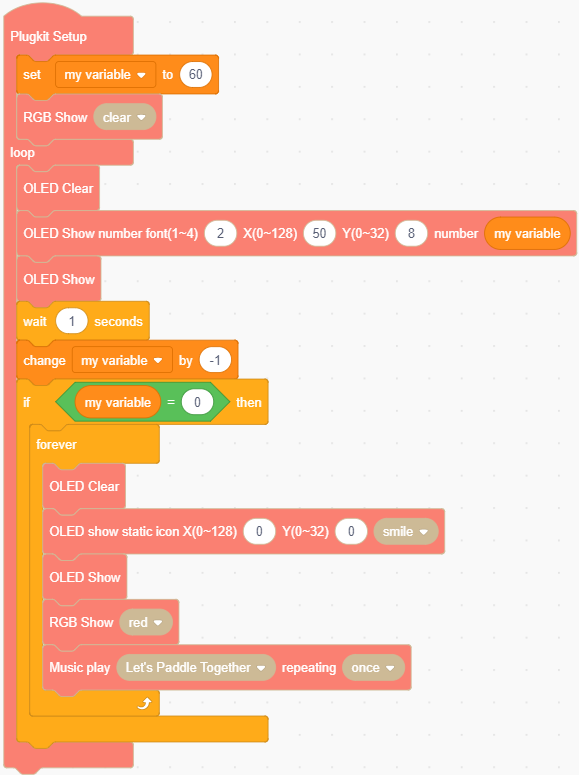 Plugkit Setup
set my variable to 60
RGB Show clear
loop
OLED Clear
OLED Show number font(1~4) 2 X(0~128) 50 Y(0~32) 8 number my variable
OLED Show
wait 1 seconds
change my variable by -1
if my variable = 0 then
forever
OLED Clear
OLED show static icon X(0~128) 0 Y(0~32) 0 smile
OLED Show
RGB Show red
Music play Let's Paddle Together repeating once